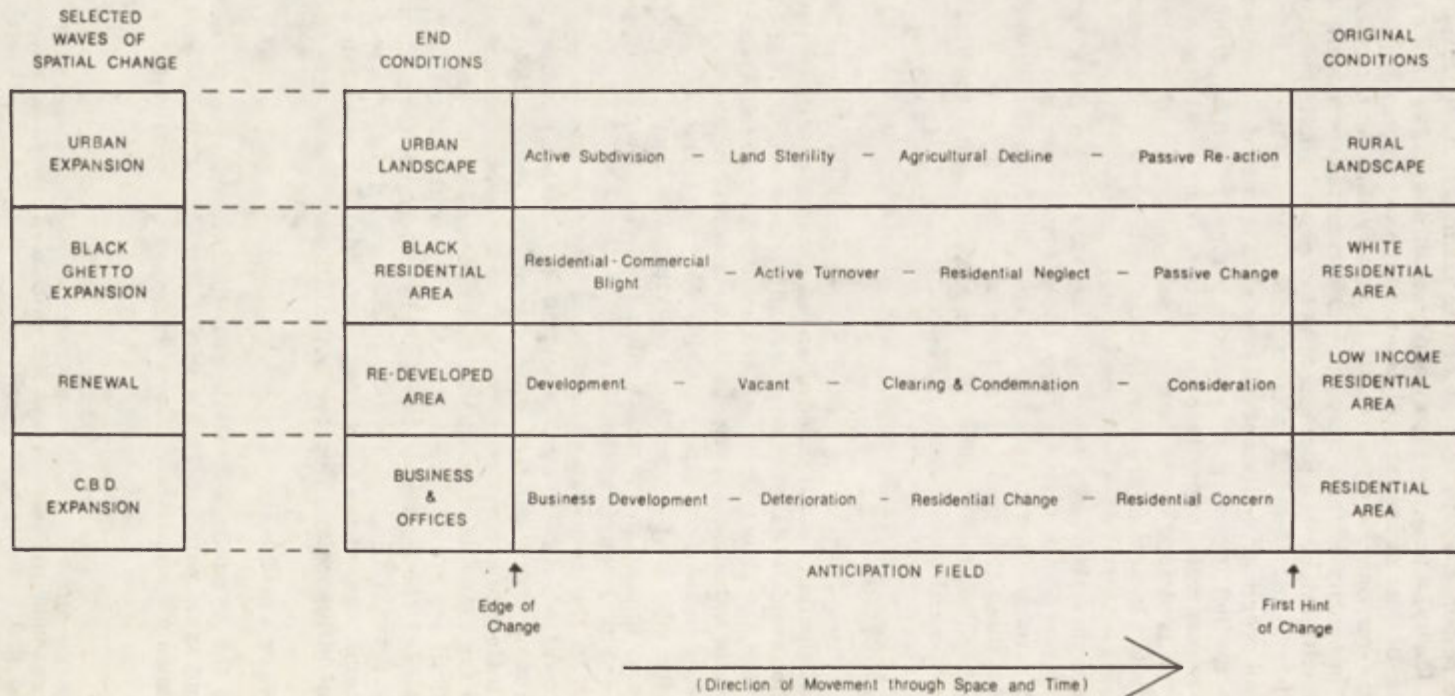 SELECTED
WAVES OF
SPATIAL CHANGE
END
CONDITIONS
ORIGINAL
CONDITIONS
URBAN
EXPANSION
URBAN
LANDSCAPE
Active Subdivision — Land Sterility — Agricultural Decline — Passive Re-action
RURAL
LANDSCAPE
BLACK
GHETTO
EXPANSION
BLACK
RESIDENTIAL
AREA
Residential-Commercial
Blight
— Active Turnover — Residential Neglect — Passive Change
WHITE
RESIDENTIAL
AREA
RENEWAL
RE-DEVELOPED
AREA
Development — Vacant — Clearing & Condemnation — Consideration
LOW INCOME
RESIDENTIAL
AREA
C.B.D.
EXPANSION
BUSINESS
&
OFFICES
Business Development — Deterioration — Residential Change — Residential Concern
RESIDENTIAL
AREA
ANTICIPATION FIELD
Edge of
Change
First Hint
of Change
(Direction of Movement through Space and Time)